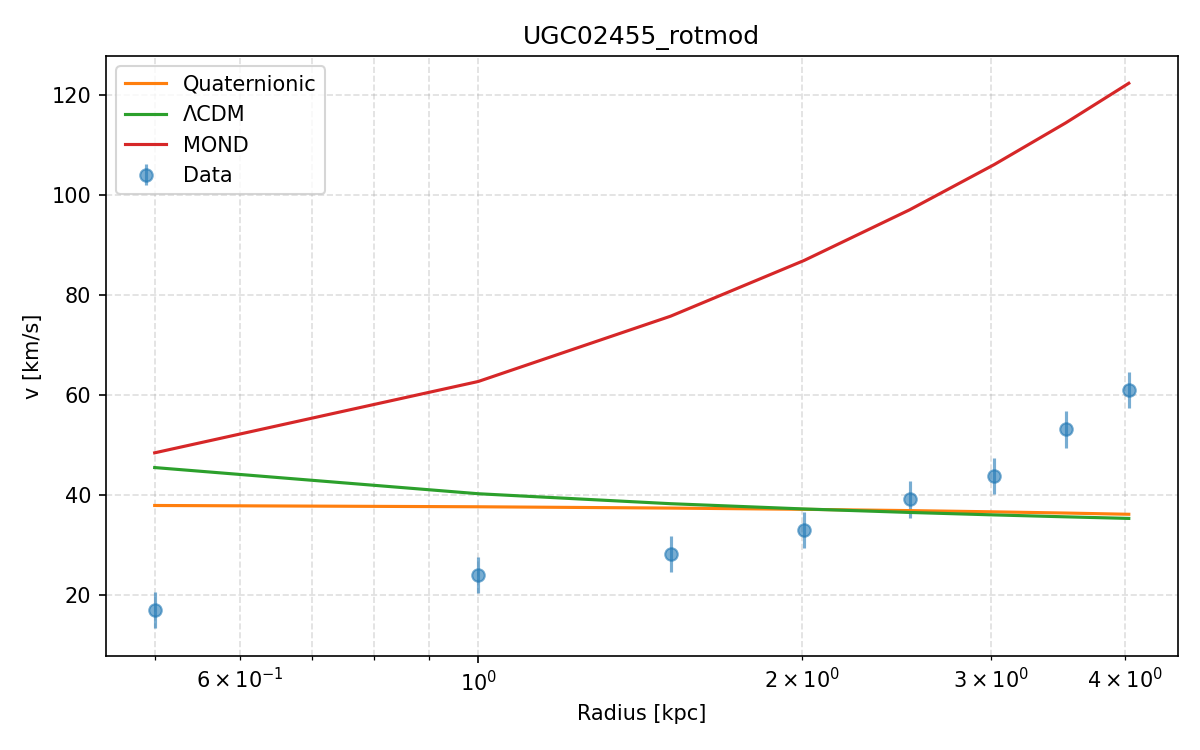 UGC02455_rotmod
Quaternionic
ΛCDM
MOND
Data
120
100
80
60
40
20
v [km/s]
6 × 10⁻¹
10⁰
2 × 10⁰
3 × 10⁰
4 × 10⁰
Radius [kpc]